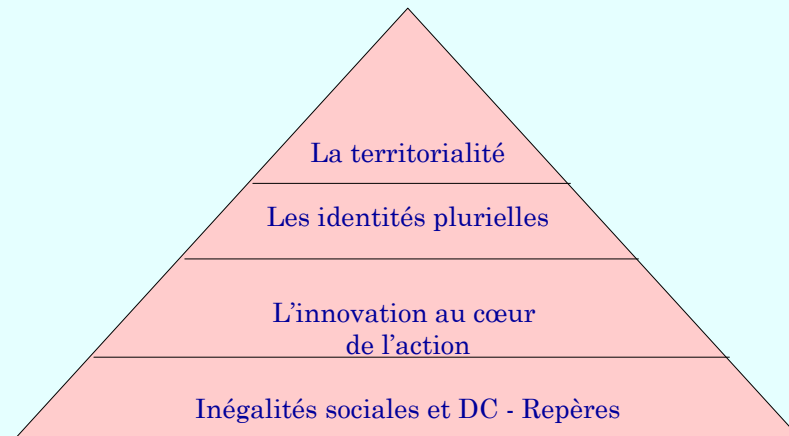 La territorialité
Les identités plurielles
L’innovation au cœur
de l’action
Inégalités sociales et DC - Repères